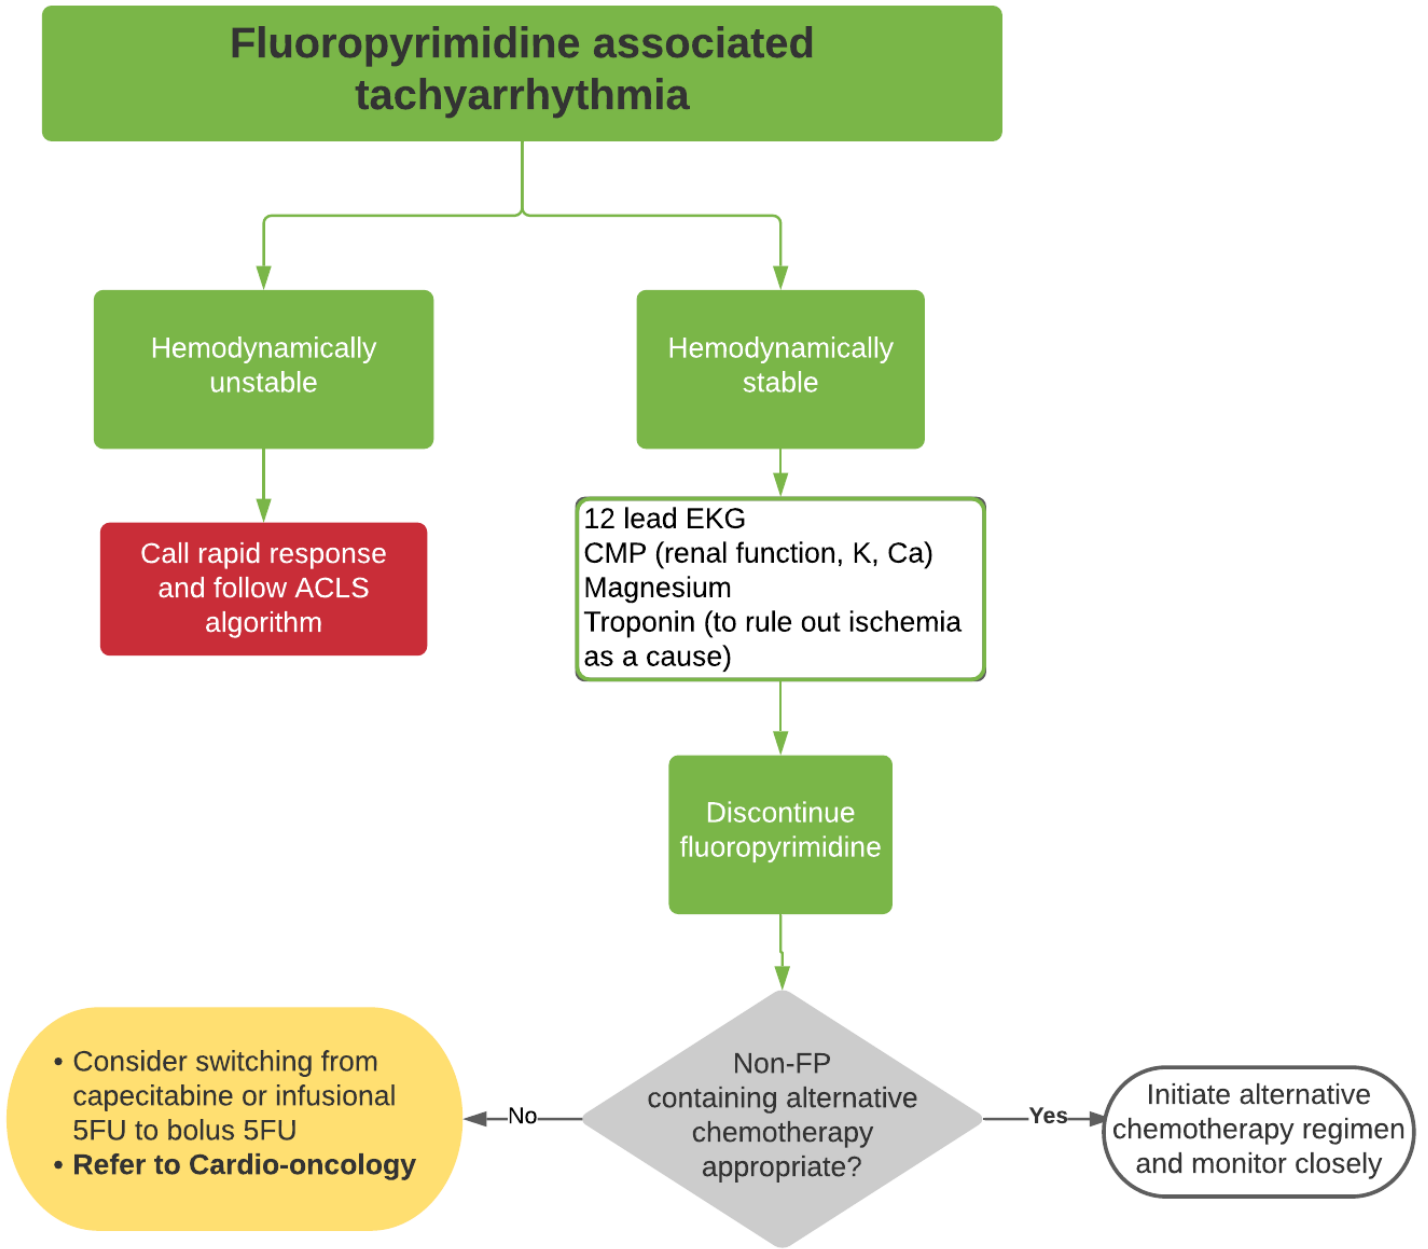 Fluoropyrimidine associated
tachyarrhythmia
Hemodynamically
unstable
Hemodynamically
stable
Call rapid response
and follow ACLS
algorithm
12 lead EKG
CMP (renal function, K, Ca)
Magnesium
Troponin (to rule out ischemia
as a cause)
Discontinue
fluoropyrimidine
Non-FP
containing alternative
chemotherapy
appropriate?
No
• Consider switching from
capecitabine or infusional
5FU to bolus 5FU
• Refer to Cardio-oncology
Yes
Initiate alternative
chemotherapy regimen
and monitor closely